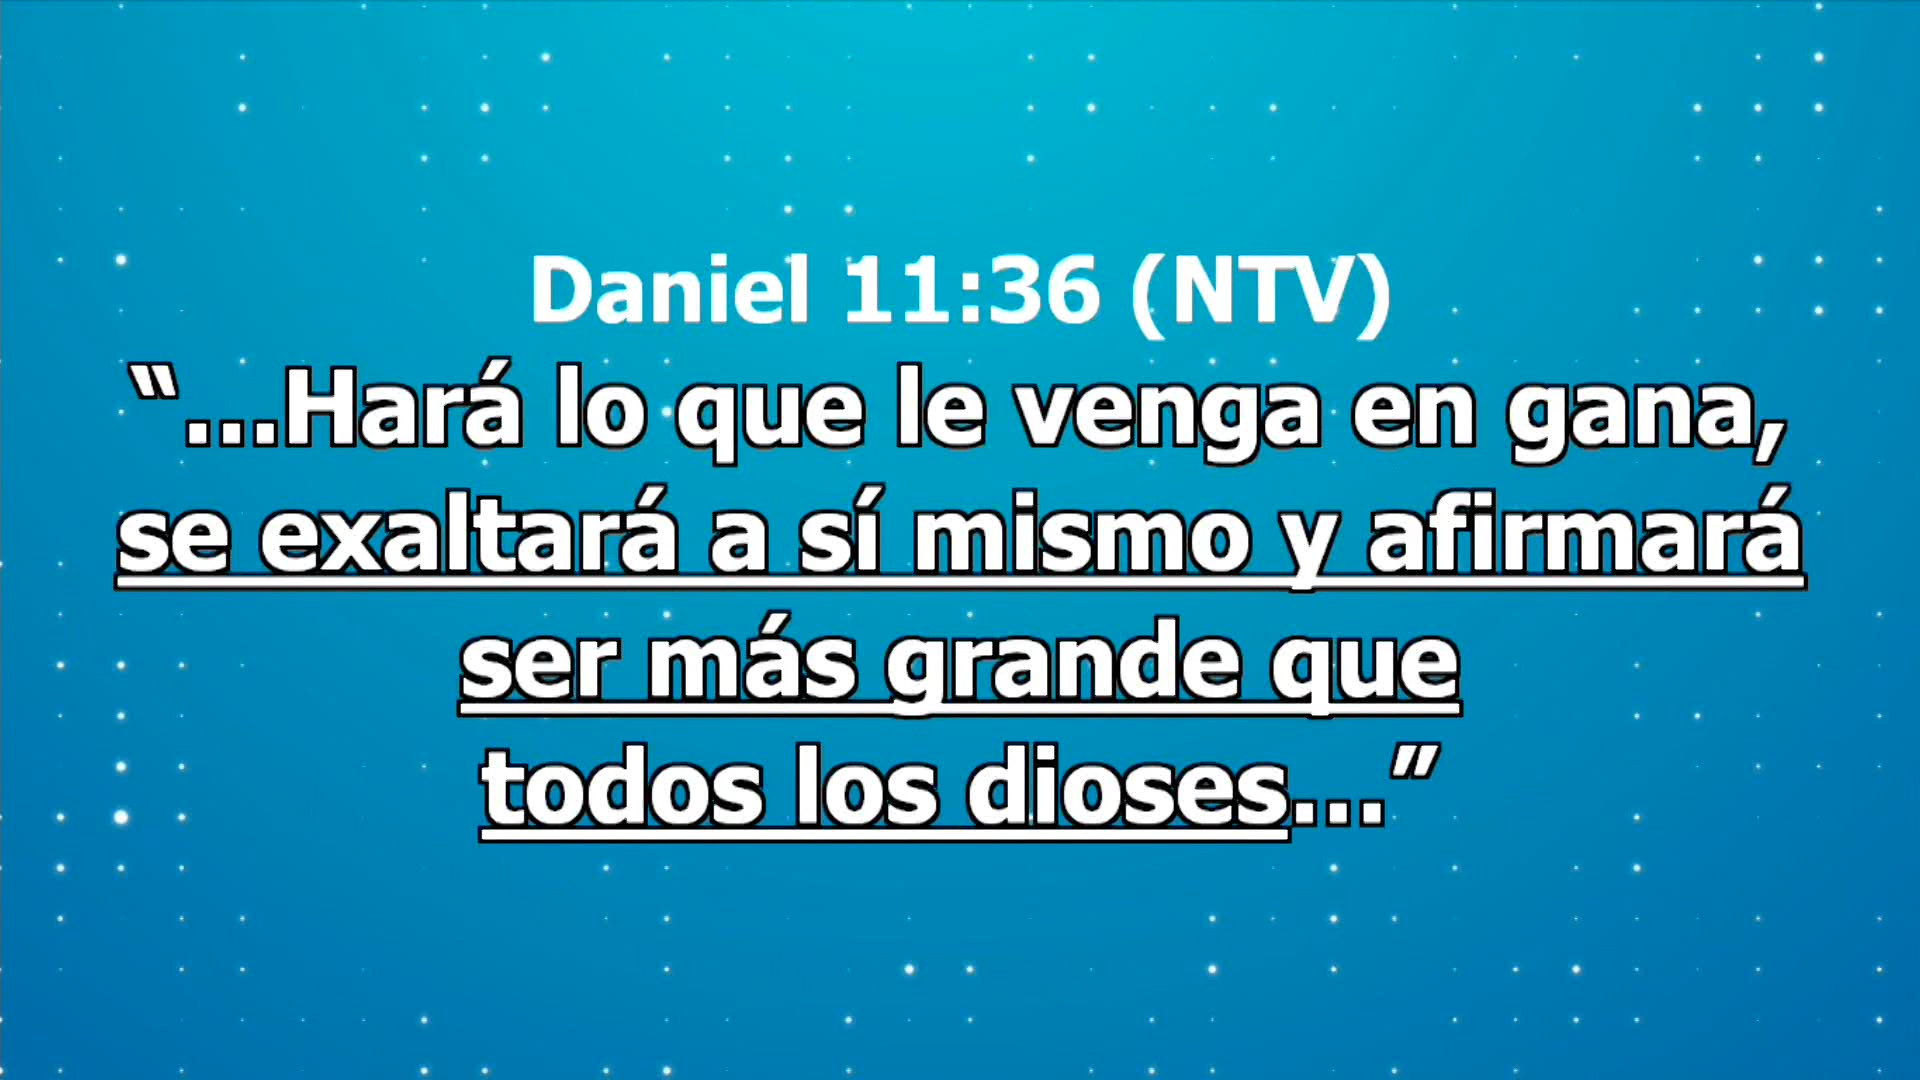 Daniel 11:36 (NTV)
“...Hará lo que le venga en gana,
se exaltará a sí mismo y afirmará
ser más grande que
todos los dioses...”